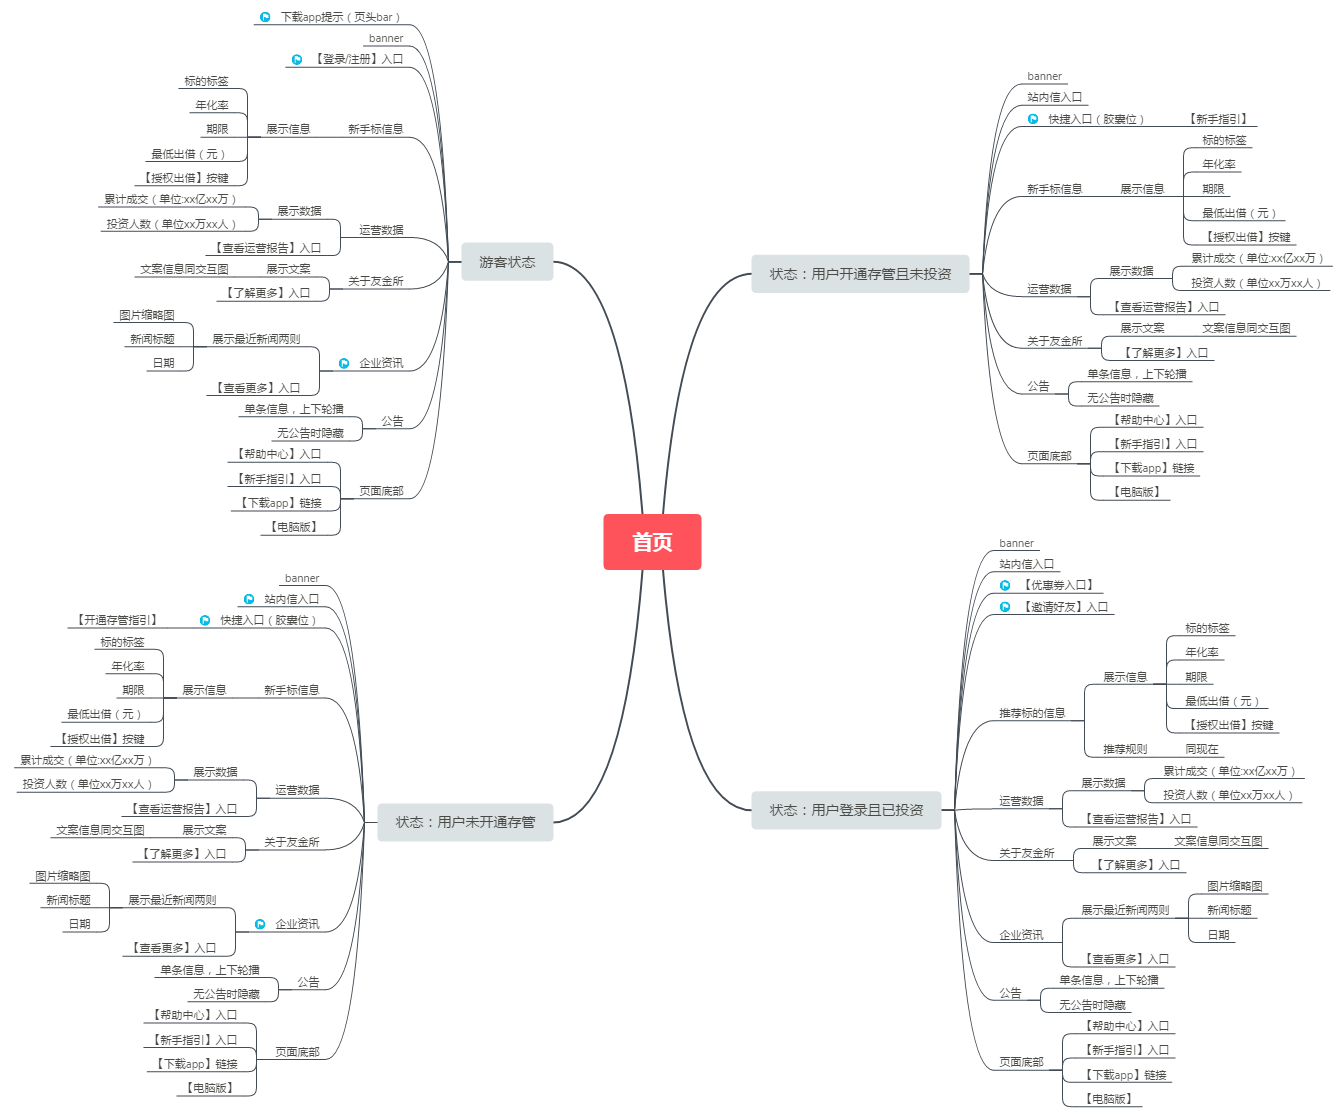 首页
游客状态
下载app提示（页头bar）
banner
【登录/注册】入口
新手标信息
展示信息
标的标签
年化率
期限
最低出借（元）
【授权出借】按键
运营数据
展示数据
累计成交（单位:xx亿xx万）
投资人数（单位xx万xx人）
【查看运营报告】入口
关于友金所
展示文案
文案信息同交互图
【了解更多】入口
企业资讯
展示最近新闻两则
图片缩略图
新闻标题
日期
【查看更多】入口
公告
单条信息，上下轮播
无公告时隐藏
页面底部
【帮助中心】入口
【新手指引】入口
【下载app】链接
【电脑版】
状态：用户未开通存管
banner
站内信入口
快捷入口（胶囊位）
【开通存管指引】
新手标信息
展示信息
标的标签
年化率
期限
最低出借（元）
【授权出借】按键
运营数据
展示数据
累计成交（单位:xx亿xx万）
投资人数（单位xx万xx人）
【查看运营报告】入口
关于友金所
展示文案
文案信息同交互图
【了解更多】入口
企业资讯
展示最近新闻两则
图片缩略图
新闻标题
日期
【查看更多】入口
公告
单条信息，上下轮播
无公告时隐藏
页面底部
【帮助中心】入口
【新手指引】入口
【下载app】链接
【电脑版】
状态：用户开通存管且未投资
banner
站内信入口
快捷入口（胶囊位）
【新手指引】
新手标信息
展示信息
标的标签
年化率
期限
最低出借（元）
【授权出借】按键
运营数据
展示数据
累计成交（单位:xx亿xx万）
投资人数（单位xx万xx人）
【查看运营报告】入口
关于友金所
展示文案
文案信息同交互图
【了解更多】入口
公告
单条信息，上下轮播
无公告时隐藏
页面底部
【帮助中心】入口
【新手指引】入口
【下载app】链接
【电脑版】
状态：用户登录且已投资
banner
站内信入口
【优惠券入口】
【邀请好友】入口
推荐标的信息
展示信息
标的标签
年化率
期限
最低出借（元）
【授权出借】按键
推荐规则
同现在
运营数据
展示数据
累计成交（单位:xx亿xx万）
投资人数（单位xx万xx人）
【查看运营报告】入口
关于友金所
展示文案
文案信息同交互图
【了解更多】入口
企业资讯
展示最近新闻两则
图片缩略图
新闻标题
日期
【查看更多】入口
公告
单条信息，上下轮播
无公告时隐藏
页面底部
【帮助中心】入口
【新手指引】入口
【下载app】链接
【电脑版】